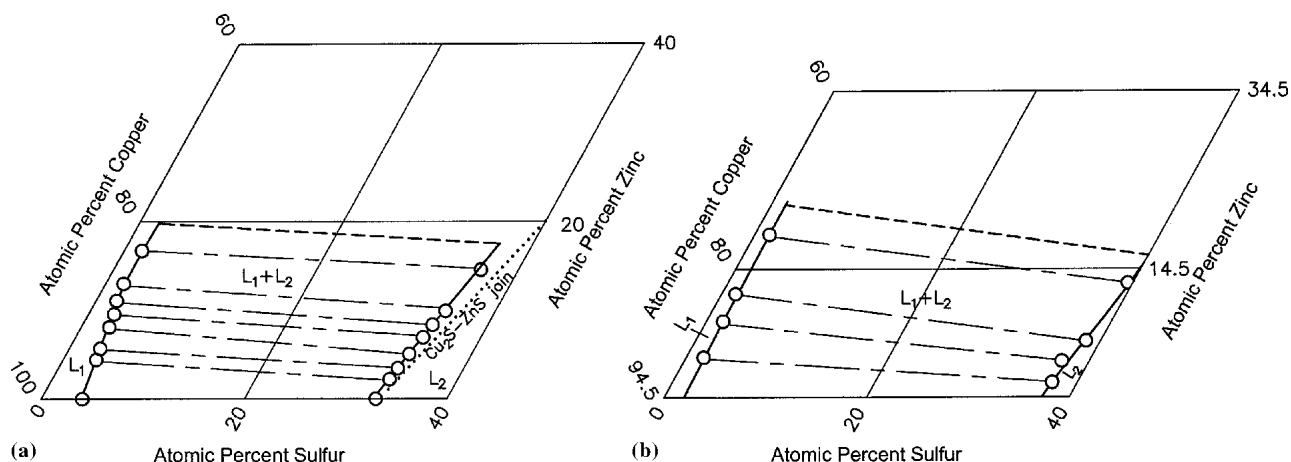 60
40
80
20
100
0
20
40
Atomic Percent Copper
Atomic Percent Zinc
Atomic Percent Sulfur
L₁+L₂
L₁
L₂
Cu₂S–ZnS join
(a)
60
34.5
80
14.5
94.5
0
20
40
Atomic Percent Copper
Atomic Percent Zinc
Atomic Percent Sulfur
L₁+L₂
L₁
L₂
(b)